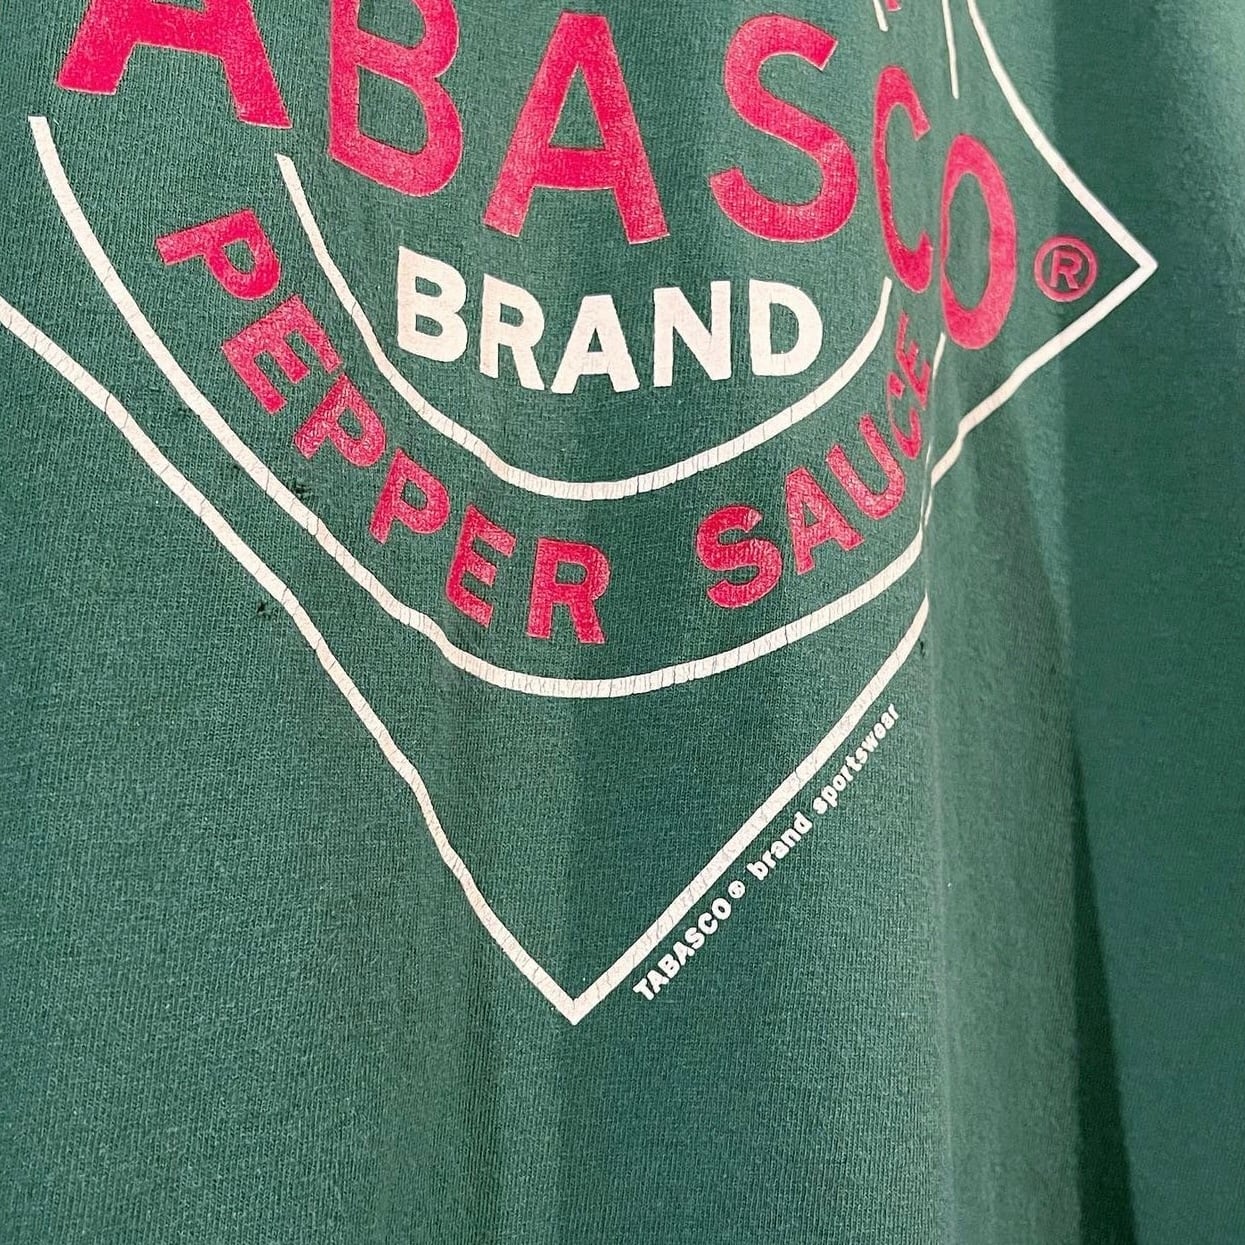 ABASCO®
BRAND
PEPPER SAUCE
TABASCO® brand sportswear